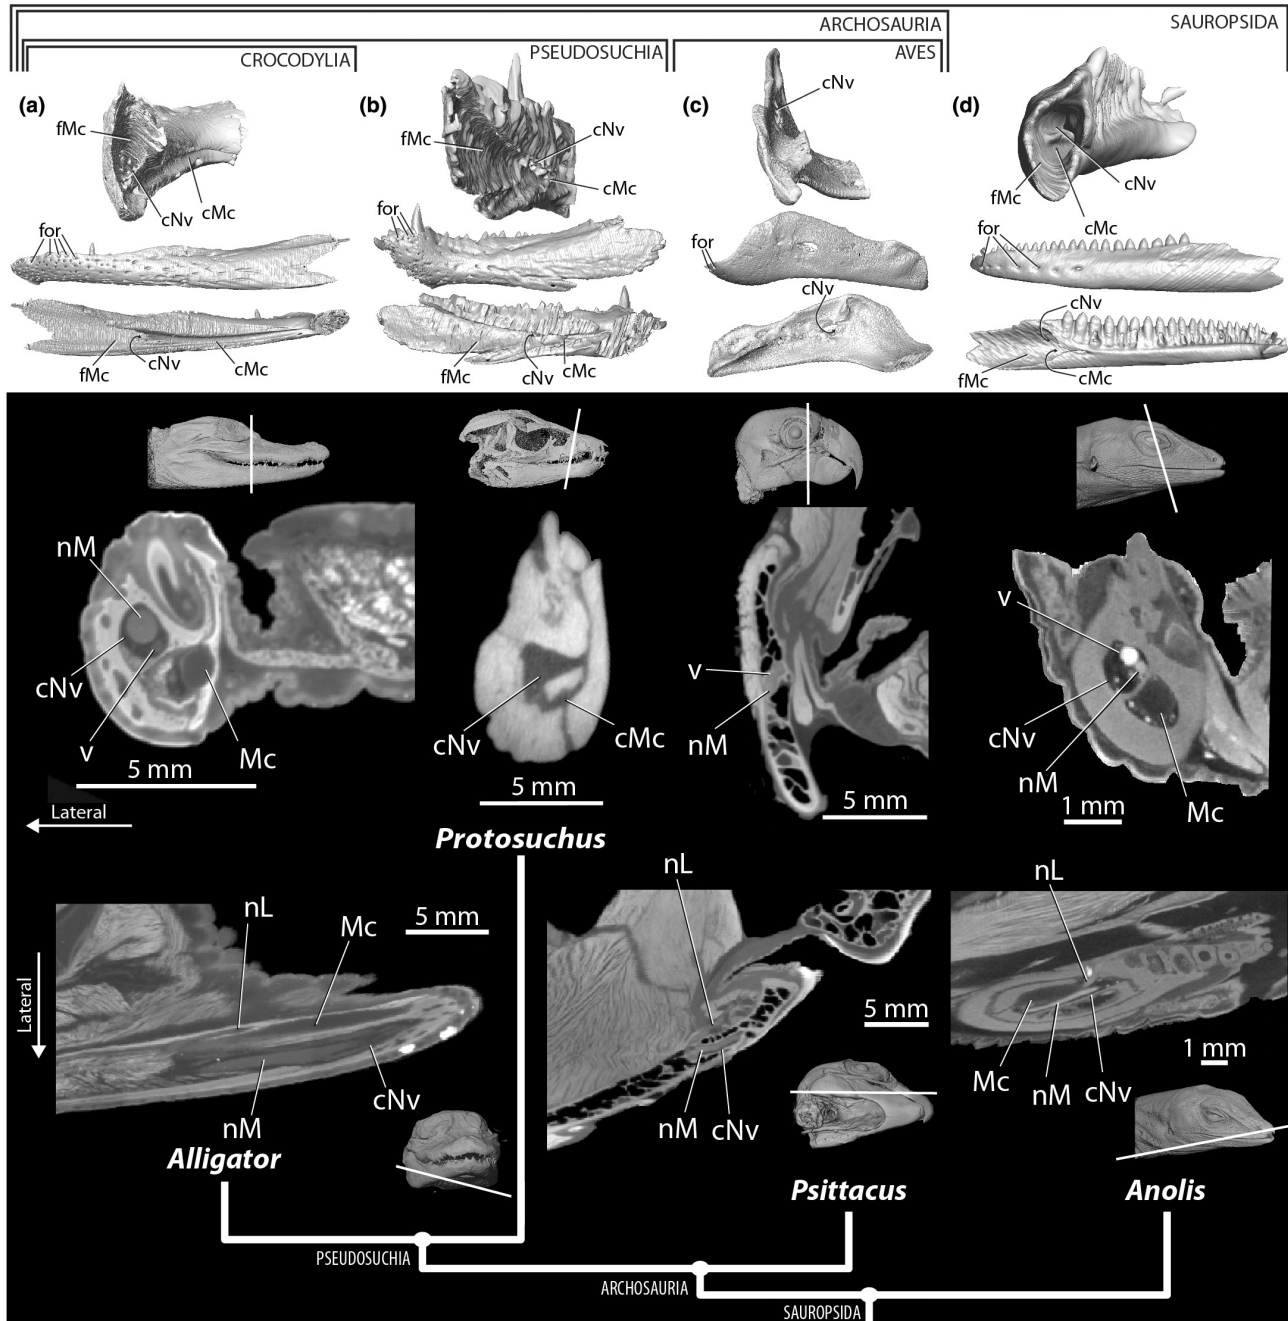 ARCHOSAURIA
SAUROPSIDA
CROCODYLIA
PSEUDOSUCHIA
AVES
(a)
fMc
cNv
cMc
for
fMc
cNv
cMc
(b)
fMc
cNv
cMc
for
fMc
cNv
cMc
(c)
cNv
for
cNv
(d)
fMc
cNv
cMc
for
cNv
fMc
cMc
nM
cNv
v
Mc
5 mm
Lateral
cNv
cMc
5 mm
v
nM
5 mm
v
cNv
nM
Mc
1 mm
Protosuchus
nL
Mc
5 mm
Lateral
nM
cNv
Alligator
nL
5 mm
nM
cNv
Psittacus
nL
Mc
nM
cNv
1 mm
Anolis
PSEUDOSUCHIA
ARCHOSAURIA
SAUROPSIDA